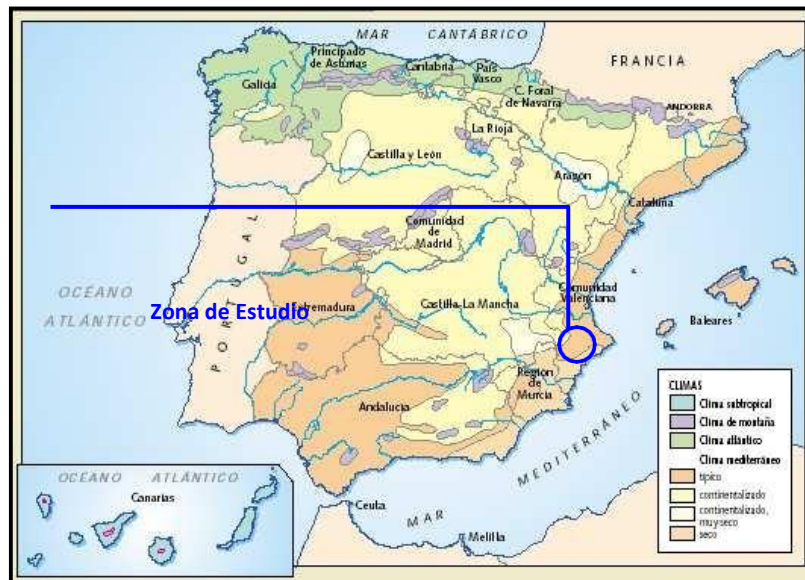 MAR CANTÁBRICO
FRANCIA
Principado
de Asturias
Cantabria
País
Vasco
Galicia
C. Foral
de Navarra
ANDORRA
La Rioja
Castilla y León
Aragón
Cataluña
Comunidad
de
Madrid
PORTUGAL
OCÉANO
ATLÁNTICO
Zona de Estudio
Extremadura
Castilla-La Mancha
Comunidad
Valenciana
Baleares
Región
de
Murcia
Andalucía
MAR MEDITERRÁNEO
CLIMAS
Clima subtropical
Clima de montaña
Clima atlántico
Clima mediterráneo
típico
continentalizado
continentalizado,
muy seco
seco
OCÉANO ATLÁNTICO
Canarias
Ceuta
Melilla